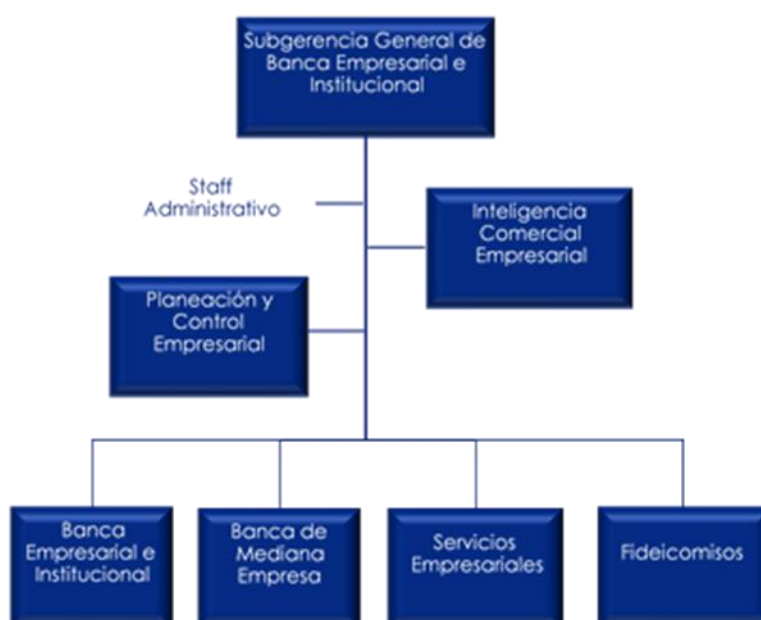 Subgerencia General de
Banca Empresarial e
Institucional
Staff
Administrativo
Inteligencia
Comercial
Empresarial
Planeación y
Control
Empresarial
Banca
Empresarial e
Institucional
Banca de
Mediana
Empresa
Servicios
Empresariales
Fideicomisos